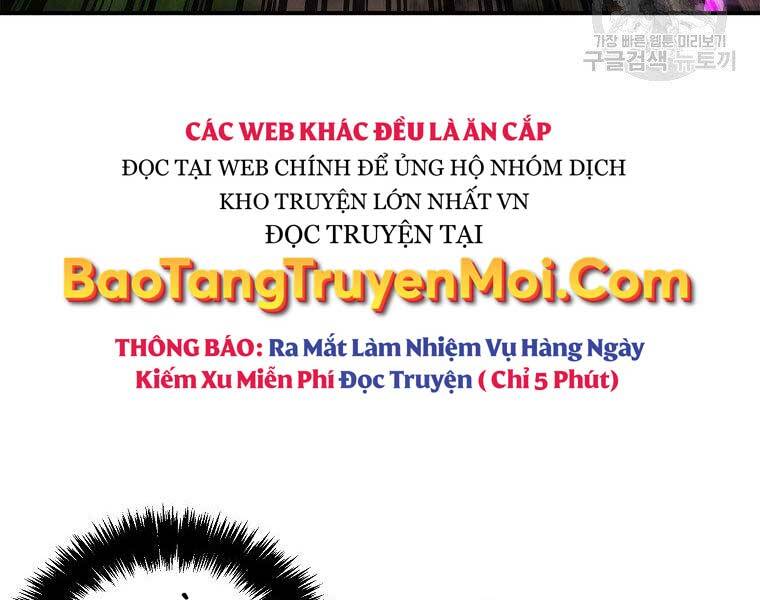 가장 빠른 웹툰 미리보기
구글검색 뉴토끼
CÁC WEB KHÁC ĐỀU LÀ ĂN CẮP
ĐỌC TẠI WEB CHÍNH ĐỂ ỦNG HỘ NHÓM DỊCH
KHO TRUYỆN LỚN NHẤT VN
ĐỌC TRUYỆN TẠI
BaoTangTruyenMoi.Com
THÔNG BÁO: Ra Mắt Làm Nhiệm Vụ Hàng Ngày
Kiếm Xu Miễn Phí Đọc Truyện ( Chỉ 5 Phút)